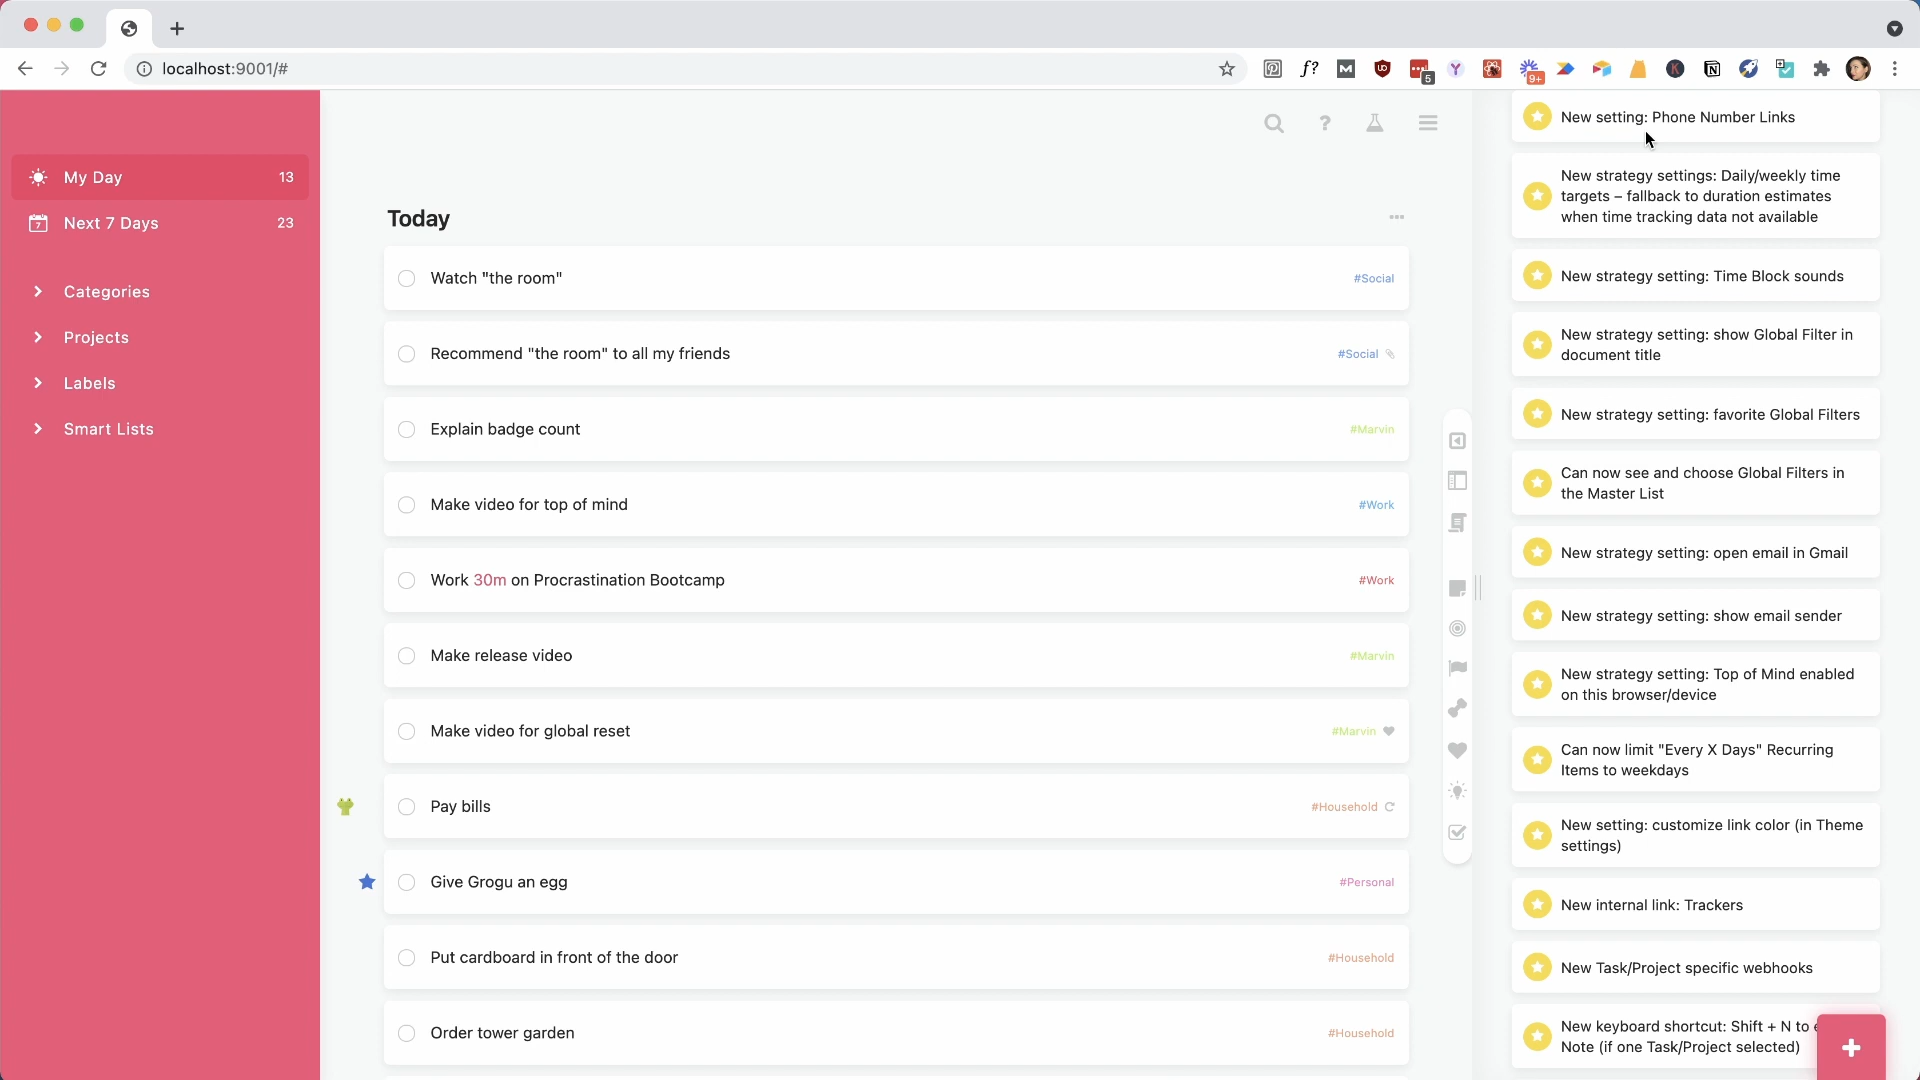 localhost:9001/#
5
9+
My Day 13
Next 7 Days 23
Categories
Projects
Labels
Smart Lists
Today
Watch "the room" #Social
Recommend "the room" to all my friends #Social
Explain badge count #Marvin
Make video for top of mind #Work
Work 30m on Procrastination Bootcamp #Work
Make release video #Marvin
Make video for global reset #Marvin
Pay bills #Household
Give Grogu an egg #Personal
Put cardboard in front of the door #Household
Order tower garden #Household
New setting: Phone Number Links
New strategy settings: Daily/weekly time
targets – fallback to duration estimates
when time tracking data not available
New strategy setting: Time Block sounds
New strategy setting: show Global Filter in
document title
New strategy setting: favorite Global Filters
Can now see and choose Global Filters in
the Master List
New strategy setting: open email in Gmail
New strategy setting: show email sender
New strategy setting: Top of Mind enabled
on this browser/device
Can now limit "Every X Days" Recurring
Items to weekdays
New setting: customize link color (in Theme
settings)
New internal link: Trackers
New Task/Project specific webhooks
New keyboard shortcut: Shift + N to
Note (if one Task/Project selected)